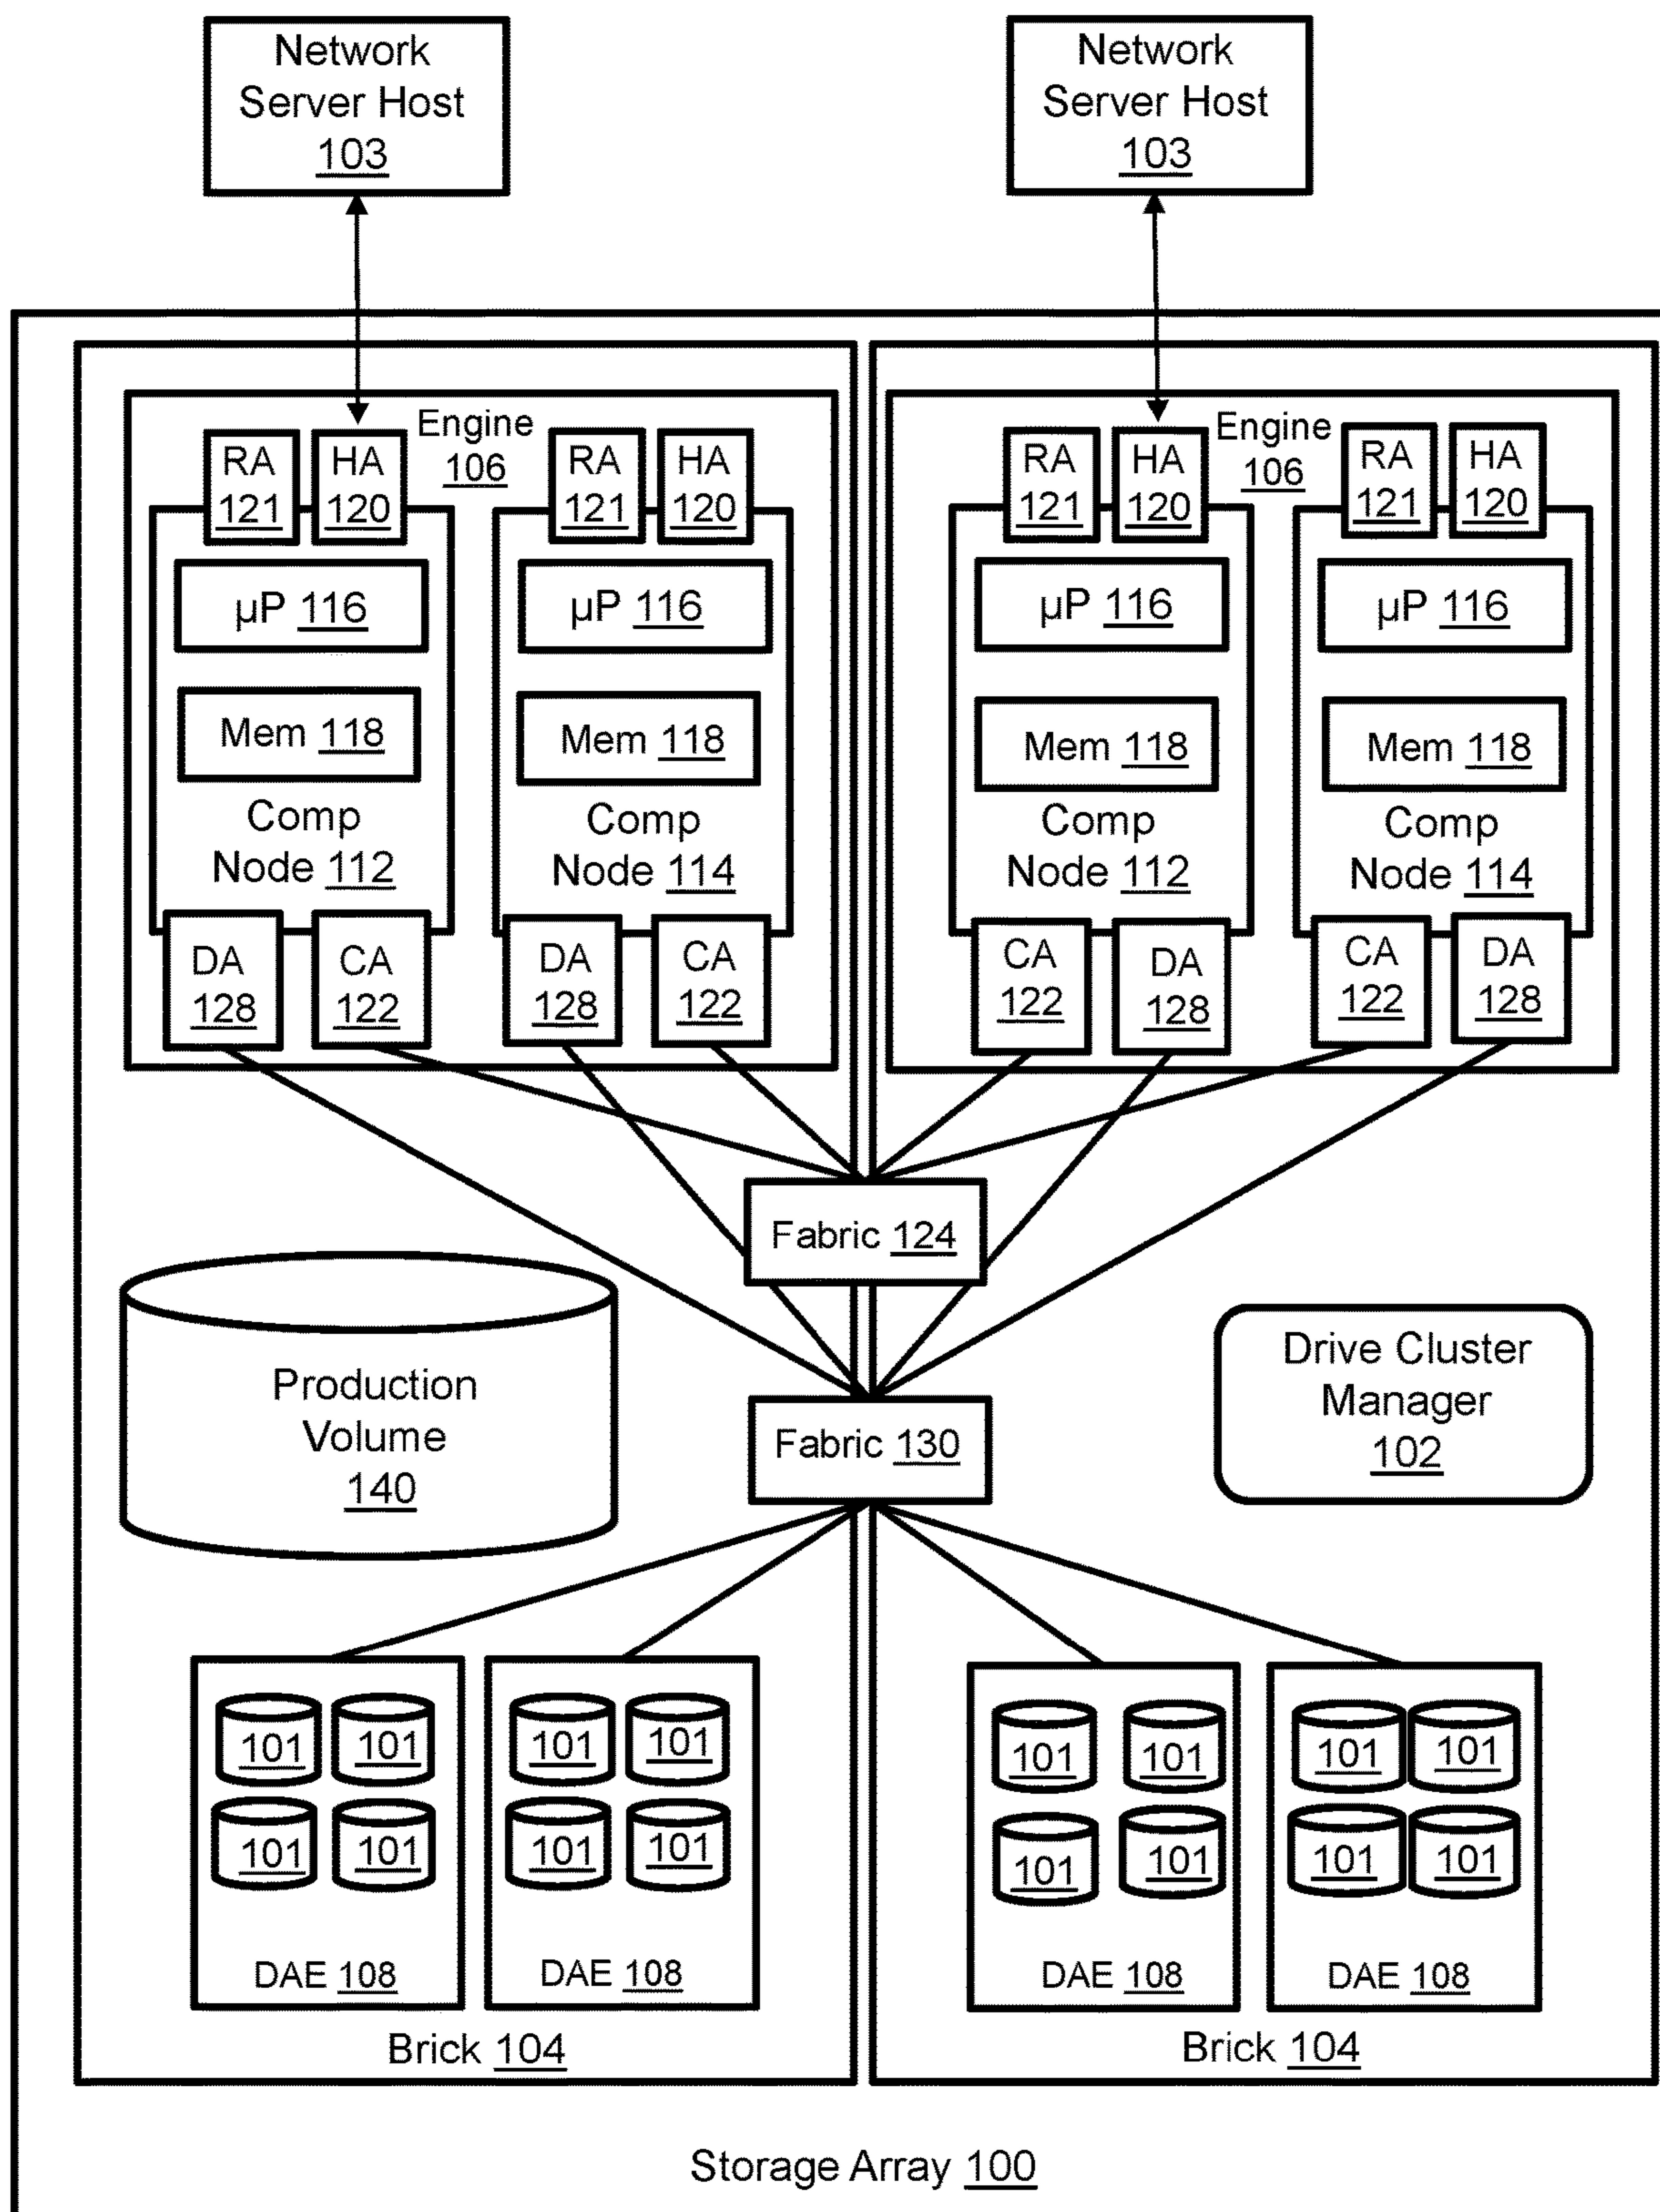 Network
Server Host
103
Network
Server Host
103
Engine
106
RA
121
HA
120
RA
121
HA
120
µP 116
µP 116
Mem 118
Mem 118
Comp
Node 112
Comp
Node 114
DA
128
CA
122
DA
128
CA
122
Engine
106
RA
121
HA
120
RA
121
HA
120
µP 116
µP 116
Mem 118
Mem 118
Comp
Node 112
Comp
Node 114
CA
122
DA
128
CA
122
DA
128
Fabric 124
Production
Volume
140
Fabric 130
Drive Cluster
Manager
102
101 101
101 101
DAE 108
101 101
101 101
DAE 108
Brick 104
101 101
101 101
DAE 108
101 101
101 101
DAE 108
Brick 104
Storage Array 100